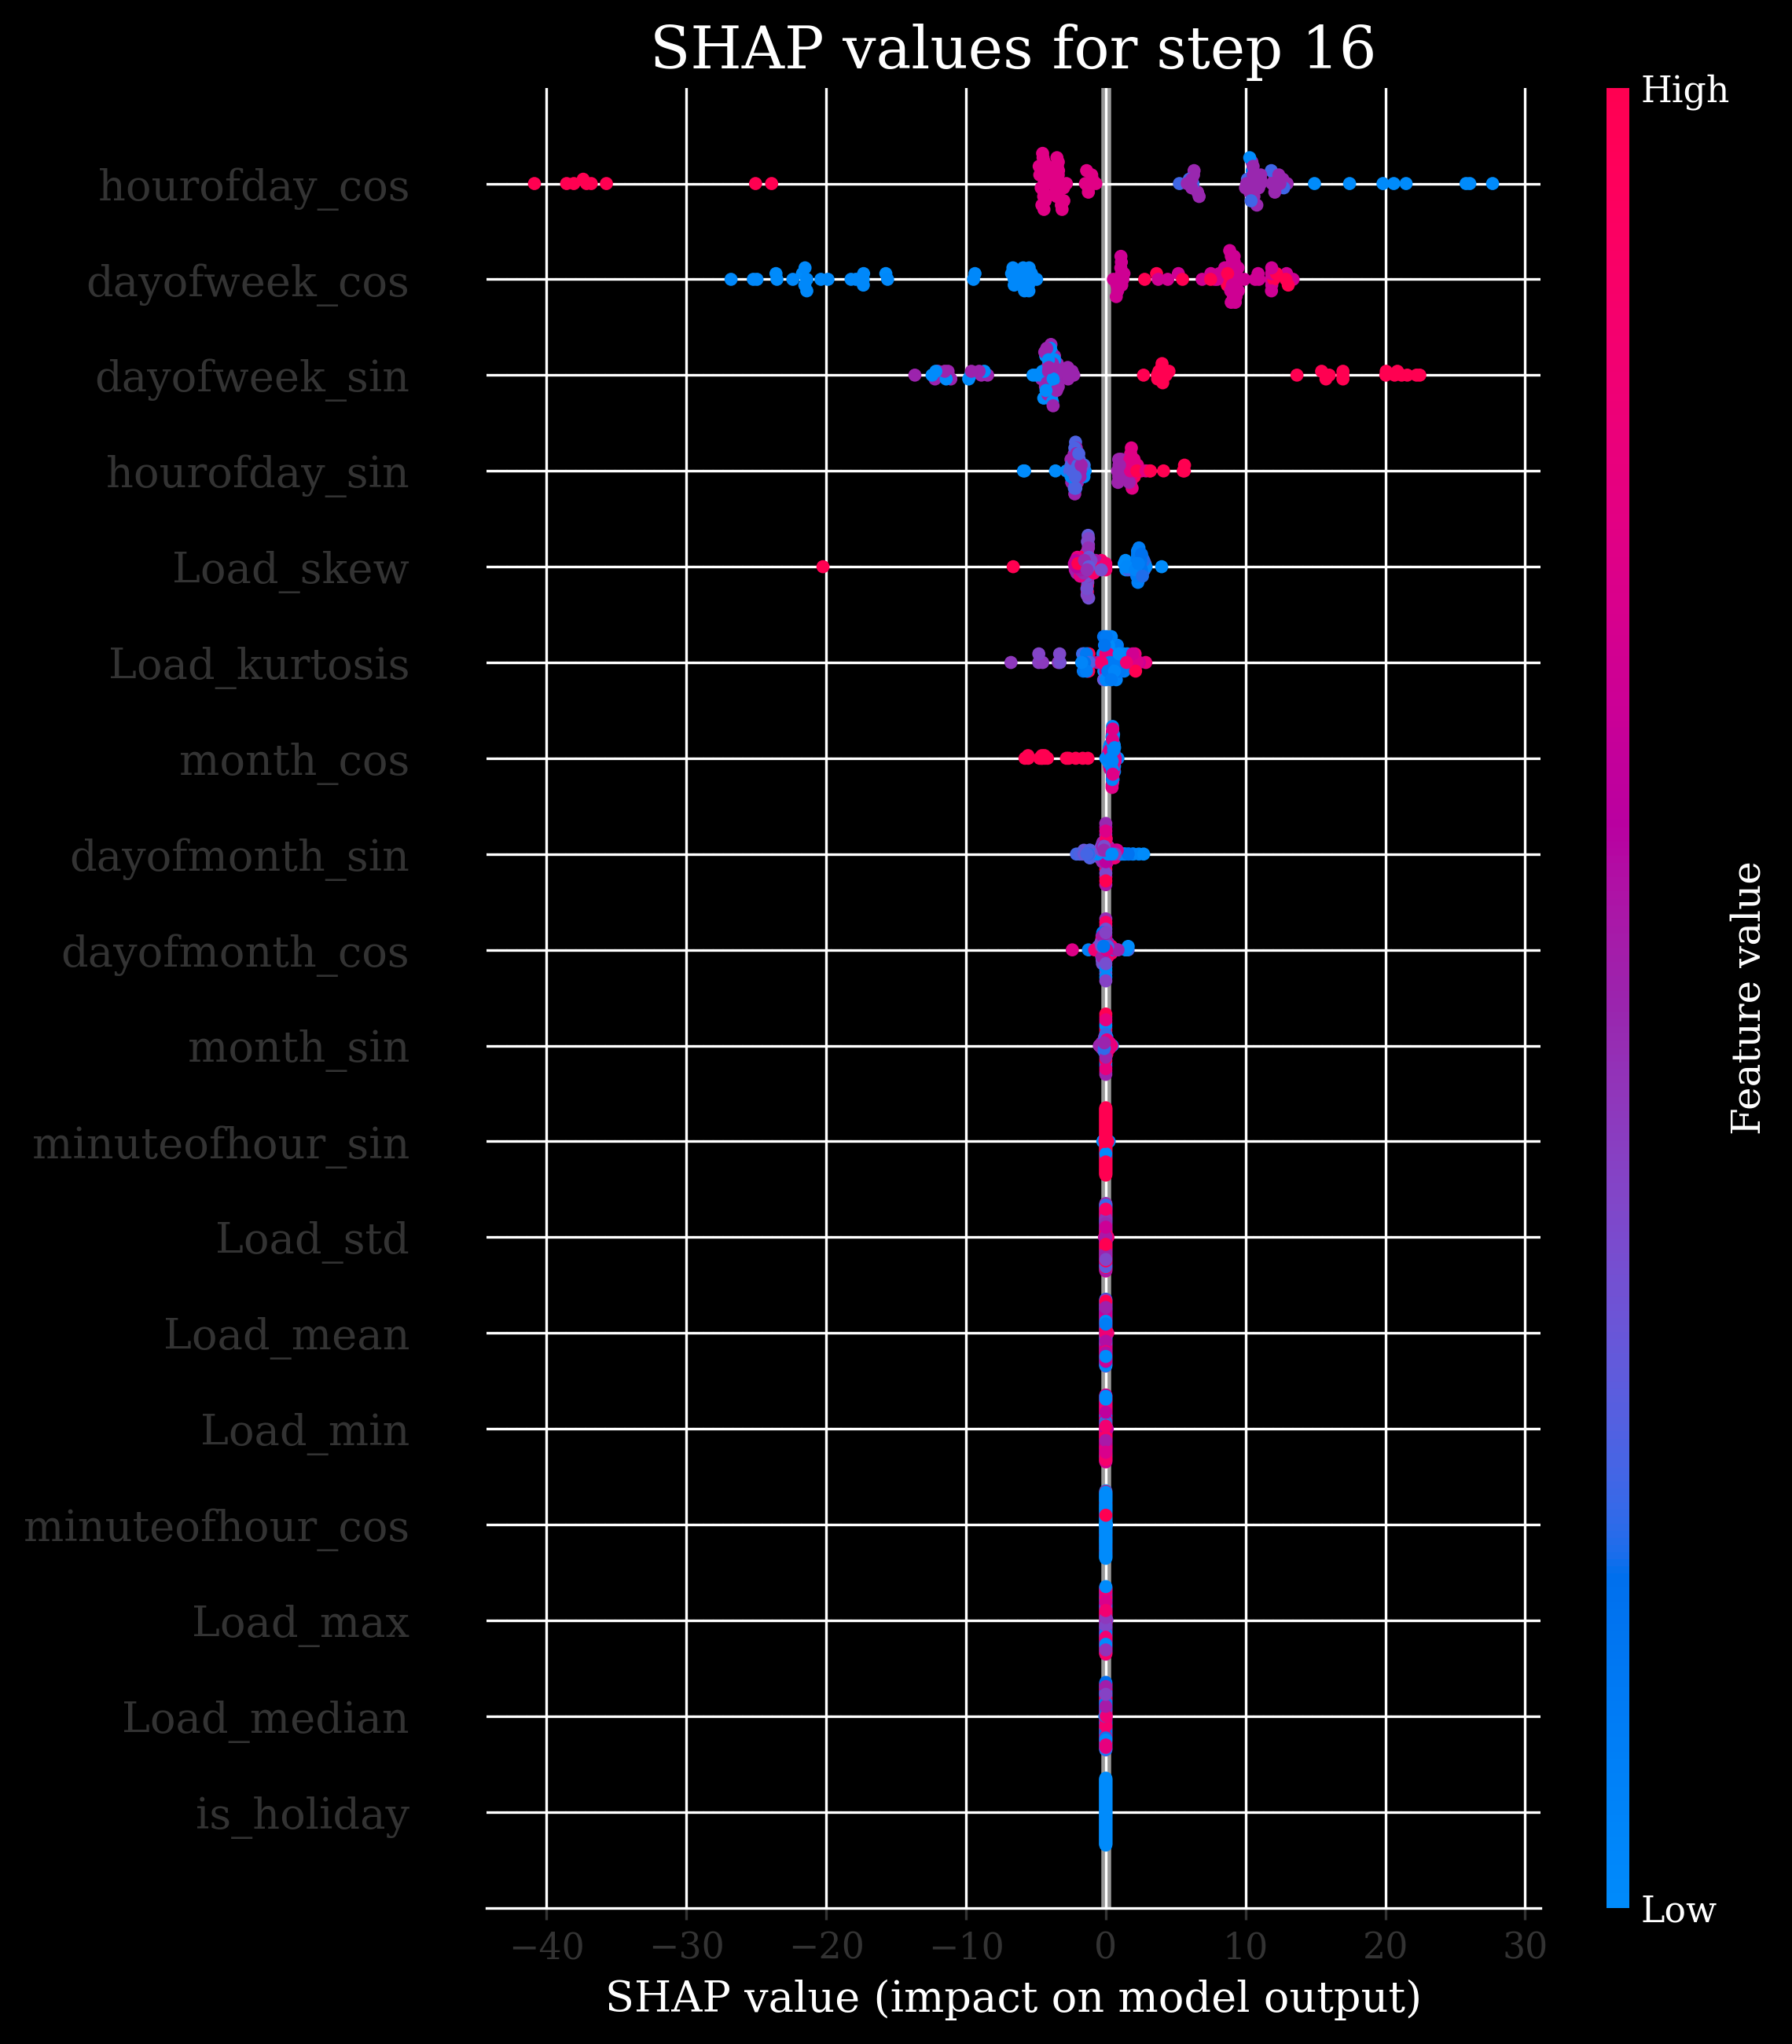 SHAP values for step 16
High
hourofday_cos
dayofweek_cos
dayofweek_sin
hourofday_sin
Load_skew
Load_kurtosis
month_cos
dayofmonth_sin
dayofmonth_cos
month_sin
minuteofhour_sin
Load_std
Load_mean
Load_min
minuteofhour_cos
Load_max
Load_median
is_holiday
Feature value
Low
−40 −30 −20 −10 0 10 20 30
SHAP value (impact on model output)